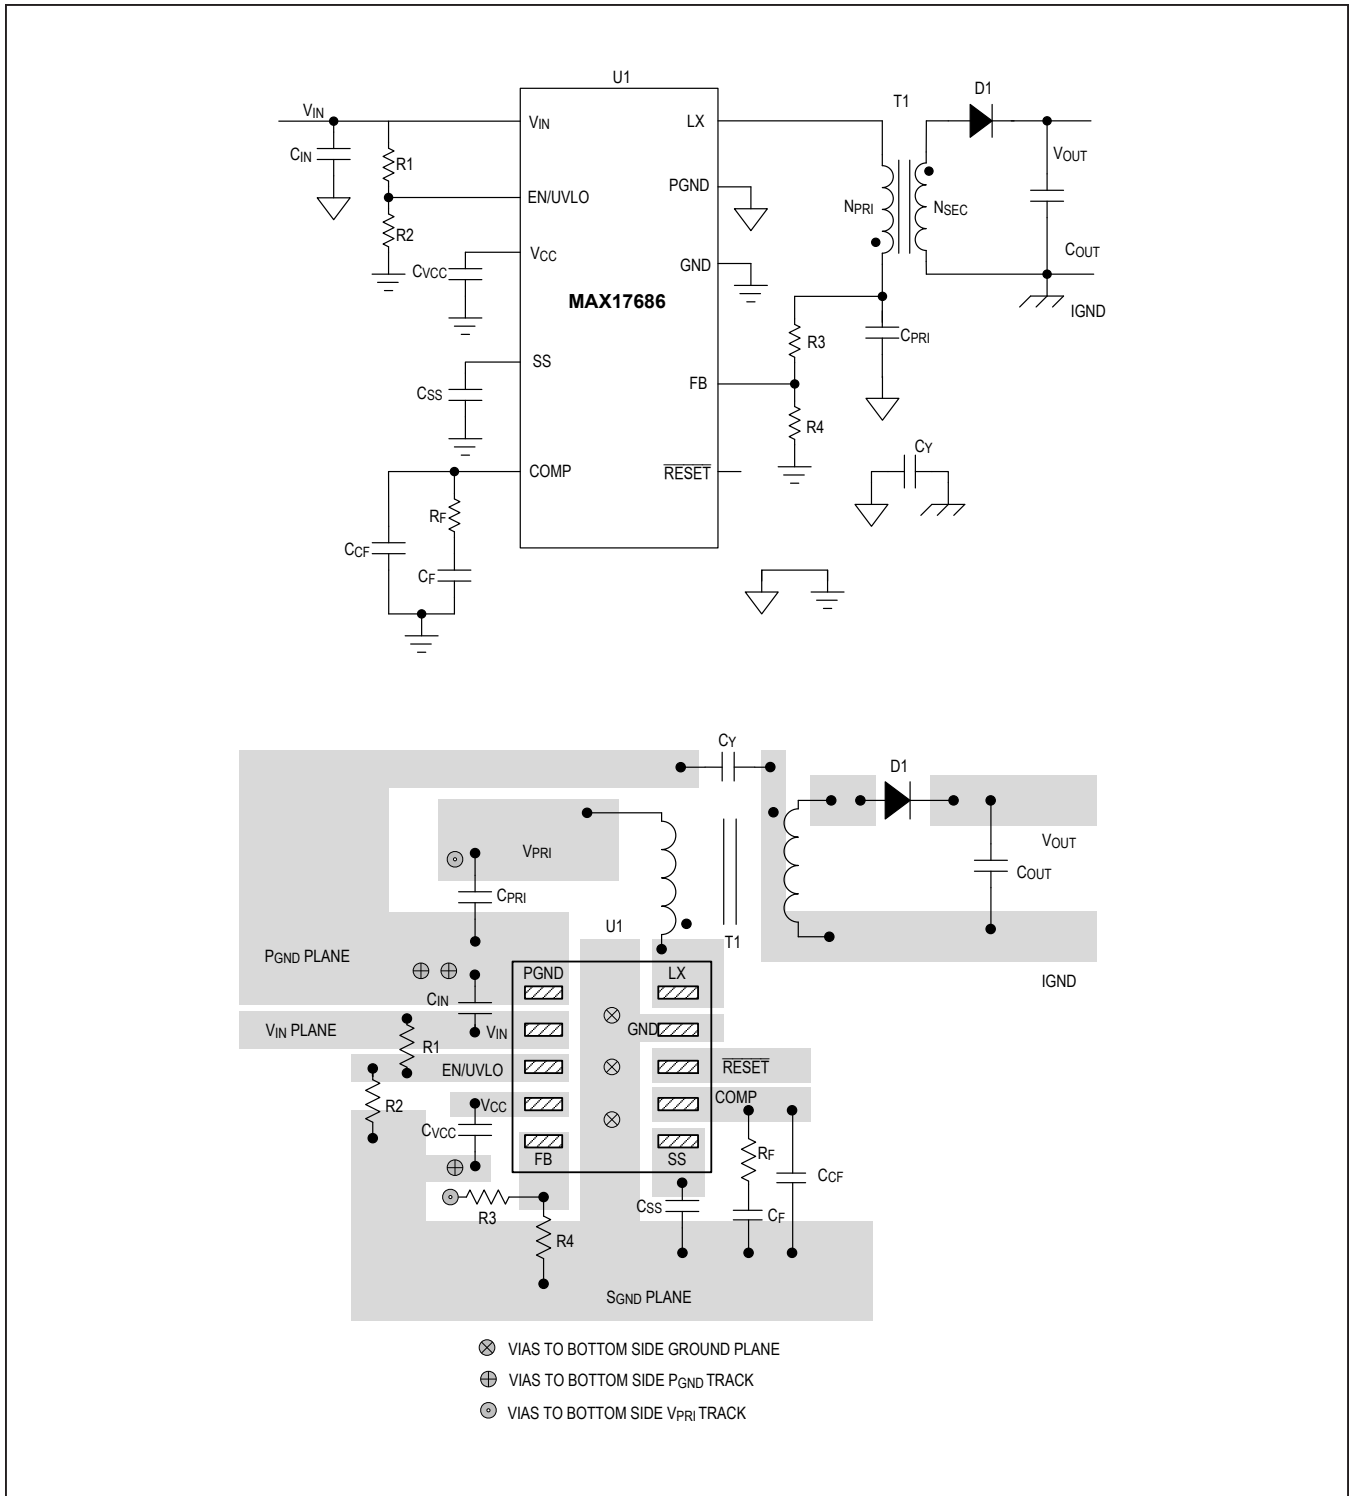 U1
T1
D1
VIN
VIN
LX
CIN
R1
VOUT
PGND
EN/UVLO
NPRI
NSEC
R2
COUT
VCC
GND
CVCC
MAX17686
IGND
R3
CPRI
SS
FB
CSS
R4
CY
COMP
RESET
RF
CCF
CF
CY
D1
VOUT
VPRI
COUT
CPRI
U1
T1
PGND PLANE
PGND
LX
IGND
CIN
VIN PLANE
VIN
GND
R1
EN/UVLO
RESET
R2
VCC
COMP
CVCC
FB
SS
RF
CCF
R3
CSS
CF
R4
SGND PLANE
VIAS TO BOTTOM SIDE GROUND PLANE
VIAS TO BOTTOM SIDE PGND TRACK
VIAS TO BOTTOM SIDE VPRI TRACK